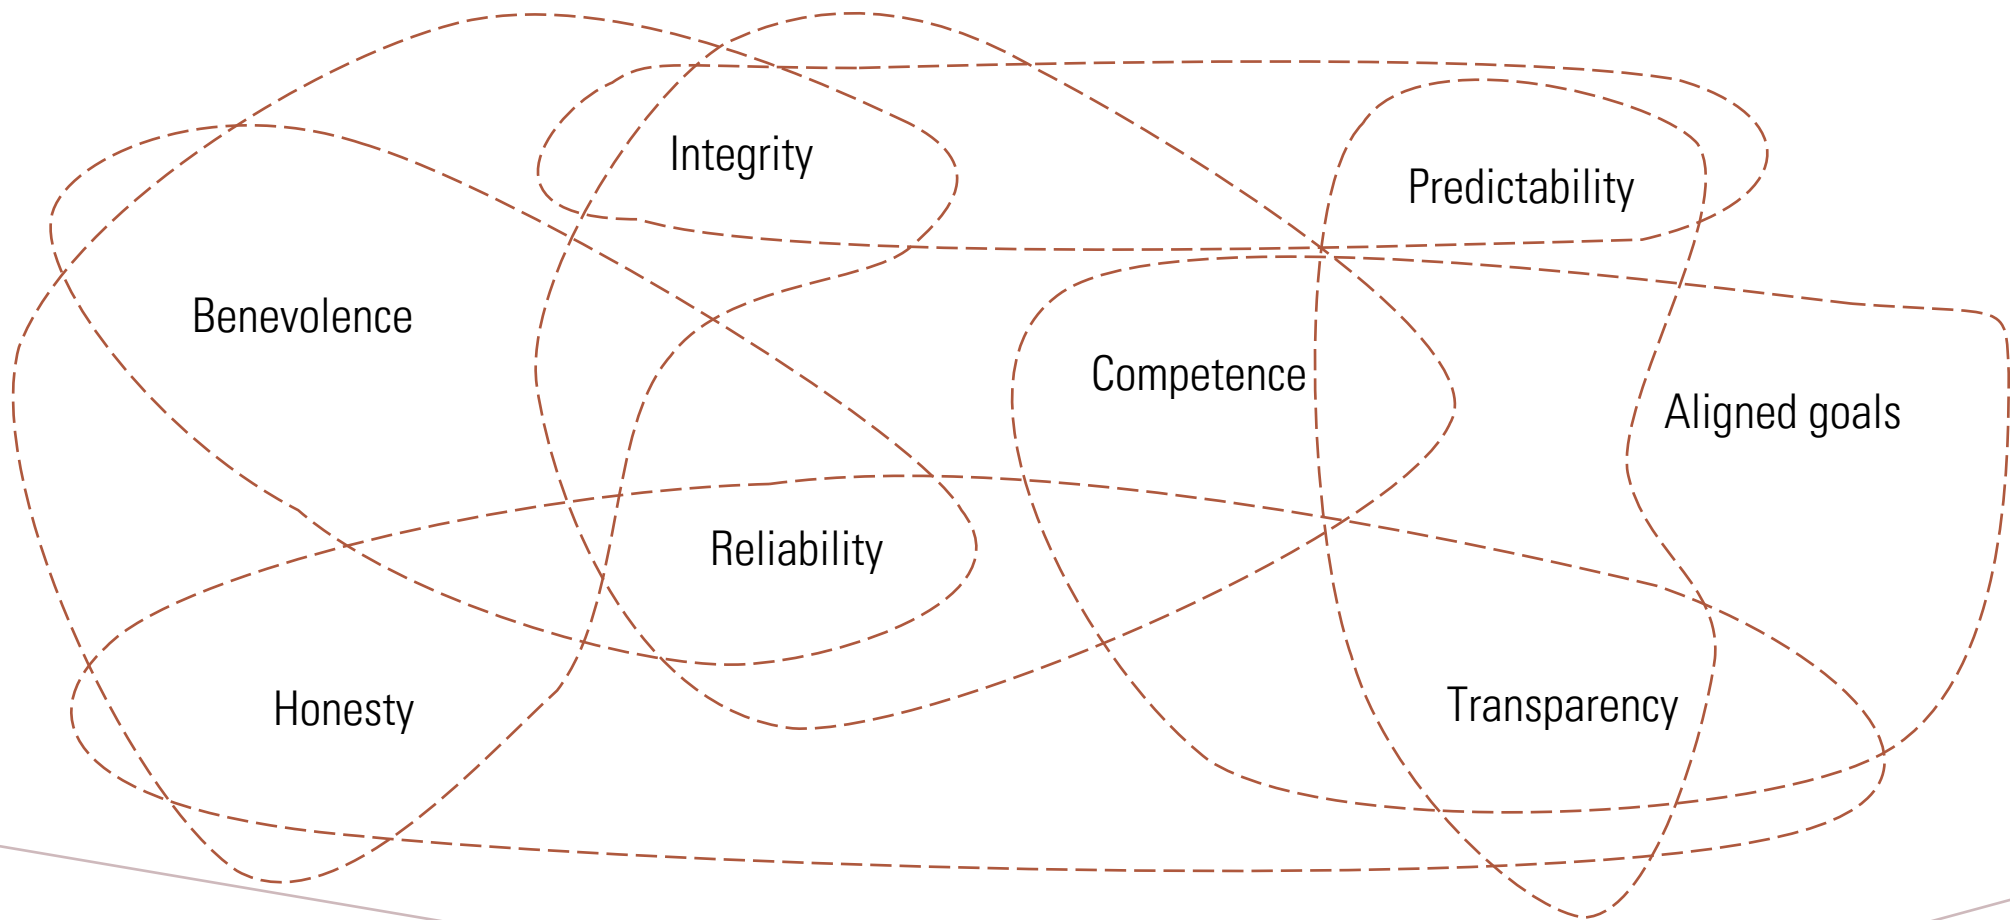 Integrity
Predictability
Benevolence
Competence
Aligned goals
Reliability
Honesty
Transparency